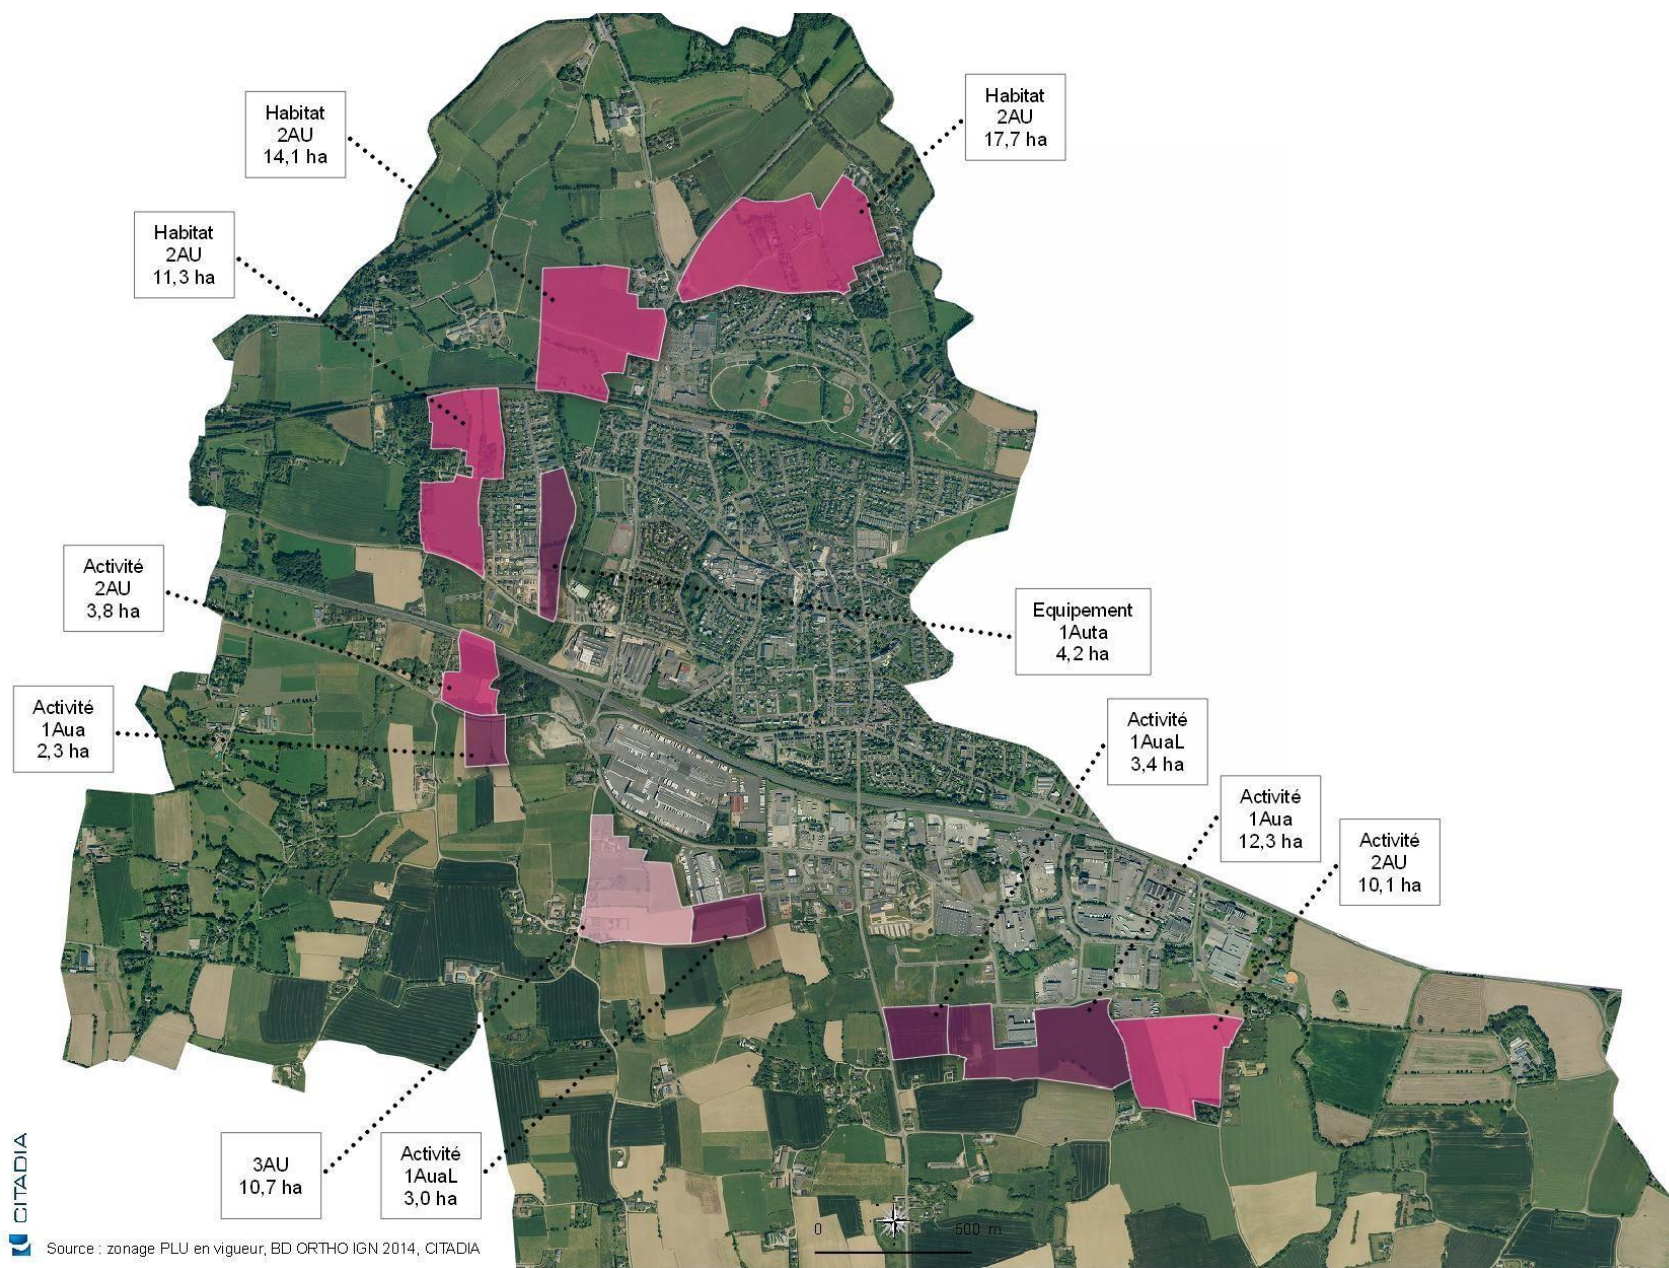 Habitat
2AU
17,7 ha
Habitat
2AU
14,1 ha
Habitat
2AU
11,3 ha
Activité
2AU
3,8 ha
Equipement
1Auta
4,2 ha
Activité
1Aua
2,3 ha
Activité
1AuaL
3,4 ha
Activité
1Aua
12,3 ha
Activité
2AU
10,1 ha
3AU
10,7 ha
Activité
1AuaL
3,0 ha
0 500 m
CITADIA
Source : zonage PLU en vigueur, BD ORTHO IGN 2014, CITADIA